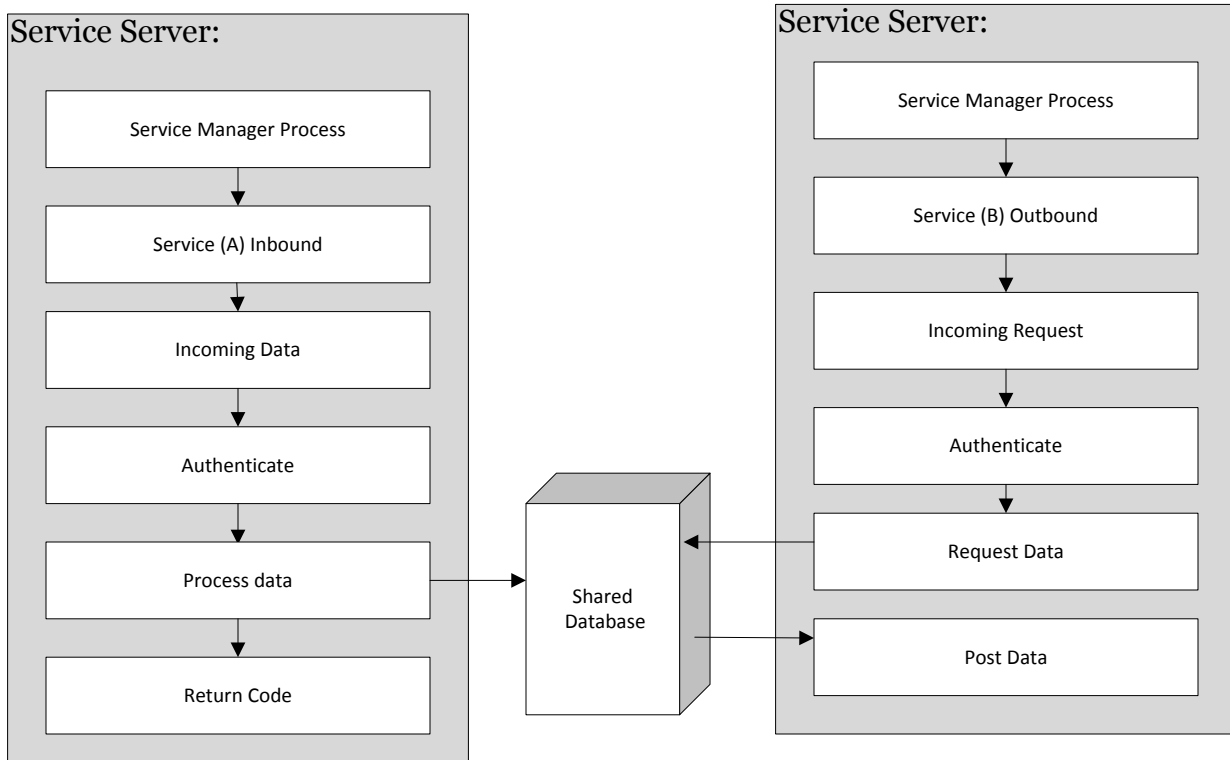 Service Server:
Service Manager Process
Service (A) Inbound
Incoming Data
Authenticate
Process data
Return Code
Shared
Database
Service Server:
Service Manager Process
Service (B) Outbound
Incoming Request
Authenticate
Request Data
Post Data